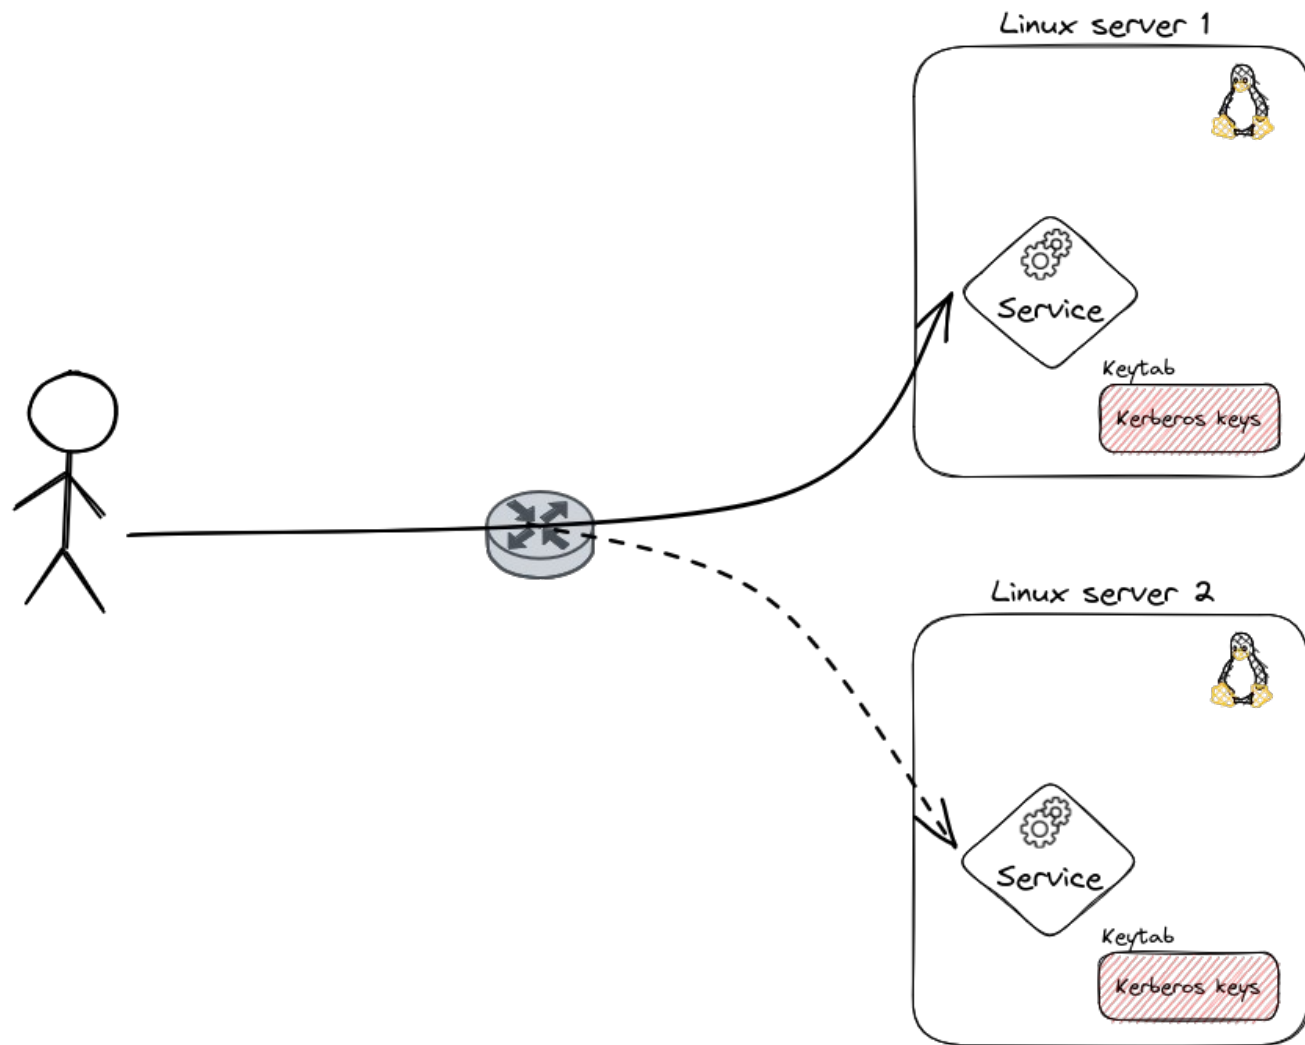 Linux server 1
Service
Keytab
Kerberos keys
Linux server 2
Service
Keytab
Kerberos keys